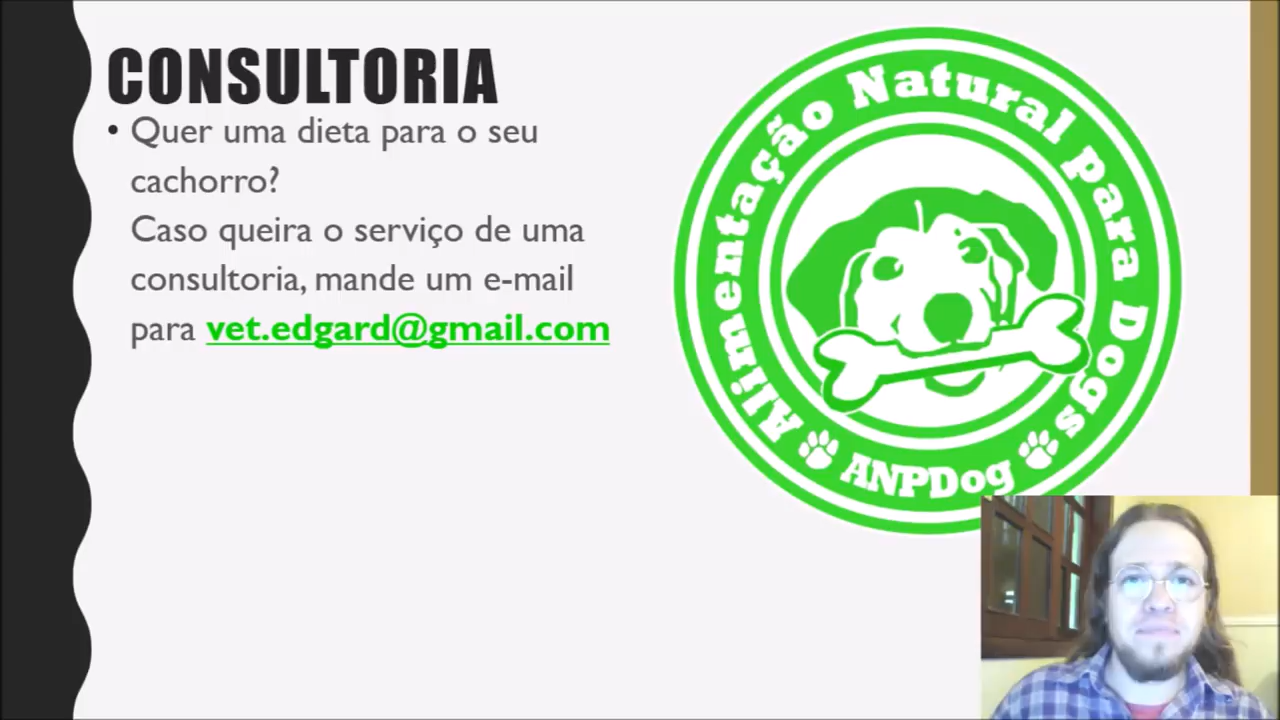 CONSULTORIA
• Quer uma dieta para o seu
cachorro?
Caso queira o serviço de uma
consultoria, mande um e-mail
para vet.edgard@gmail.com
Alimentação Natural para Dogs
ANPDog